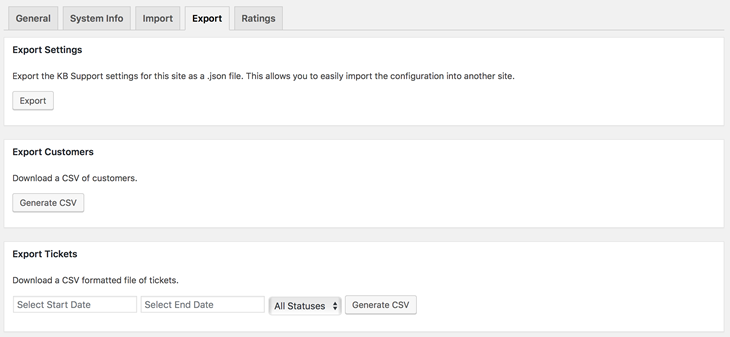 General System Info Import Export Ratings
Export Settings
Export the KB Support settings for this site as a .json file. This allows you to easily import the configuration into another site.
Export
Export Customers
Download a CSV of customers.
Generate CSV
Export Tickets
Download a CSV formatted file of tickets.
Select Start Date Select End Date All Statuses Generate CSV